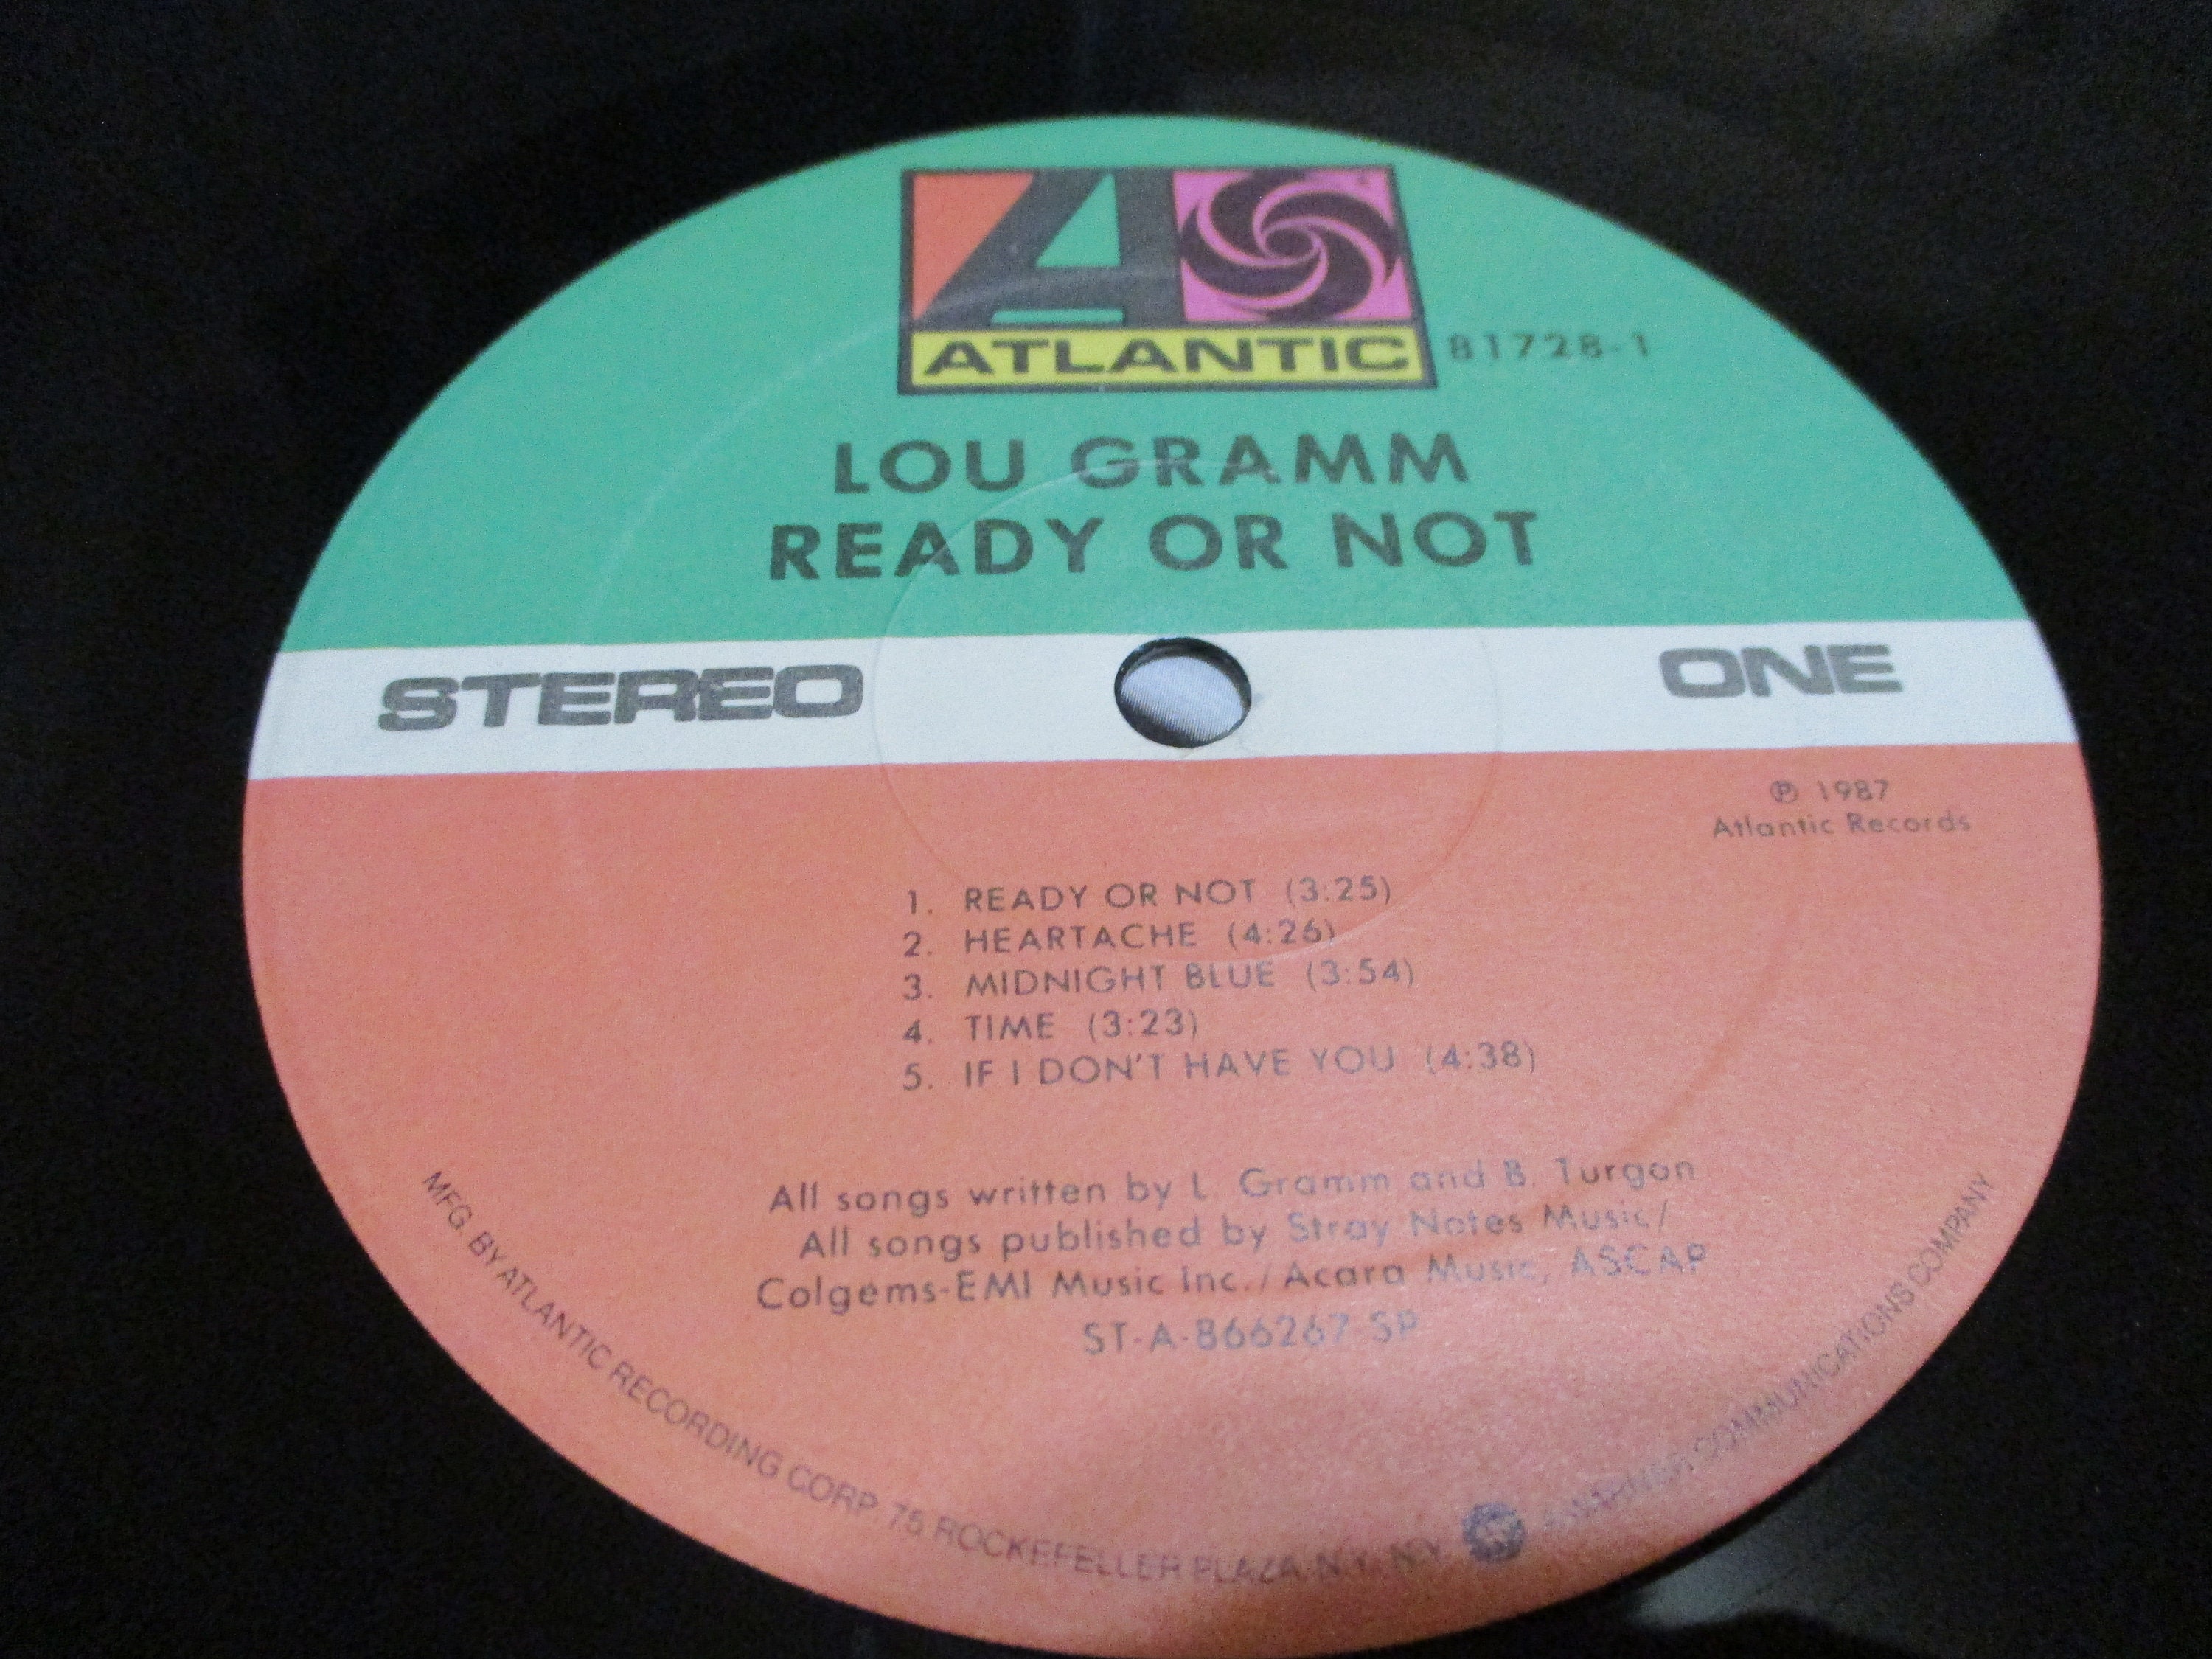 ATLANTIC
81728-1
LOU GRAMM
READY OR NOT
STEREO
ONE
℗ 1987
Atlantic Records
1. READY OR NOT (3:25)
2. HEARTACHE (4:26)
3. MIDNIGHT BLUE (3:54)
4. TIME (3:23)
5. IF I DON'T HAVE YOU (4:38)
All songs written by L. Gramm and B. Turgon
All songs published by Stray Notes Music/
Colgems-EMI Music Inc./Acara Music, ASCAP
ST-A-866267 SP
MFG. BY ATLANTIC RECORDING CORP. 75 ROCKEFELLER PLAZA, N.Y. N.Y. A WARNER COMMUNICATIONS COMPANY